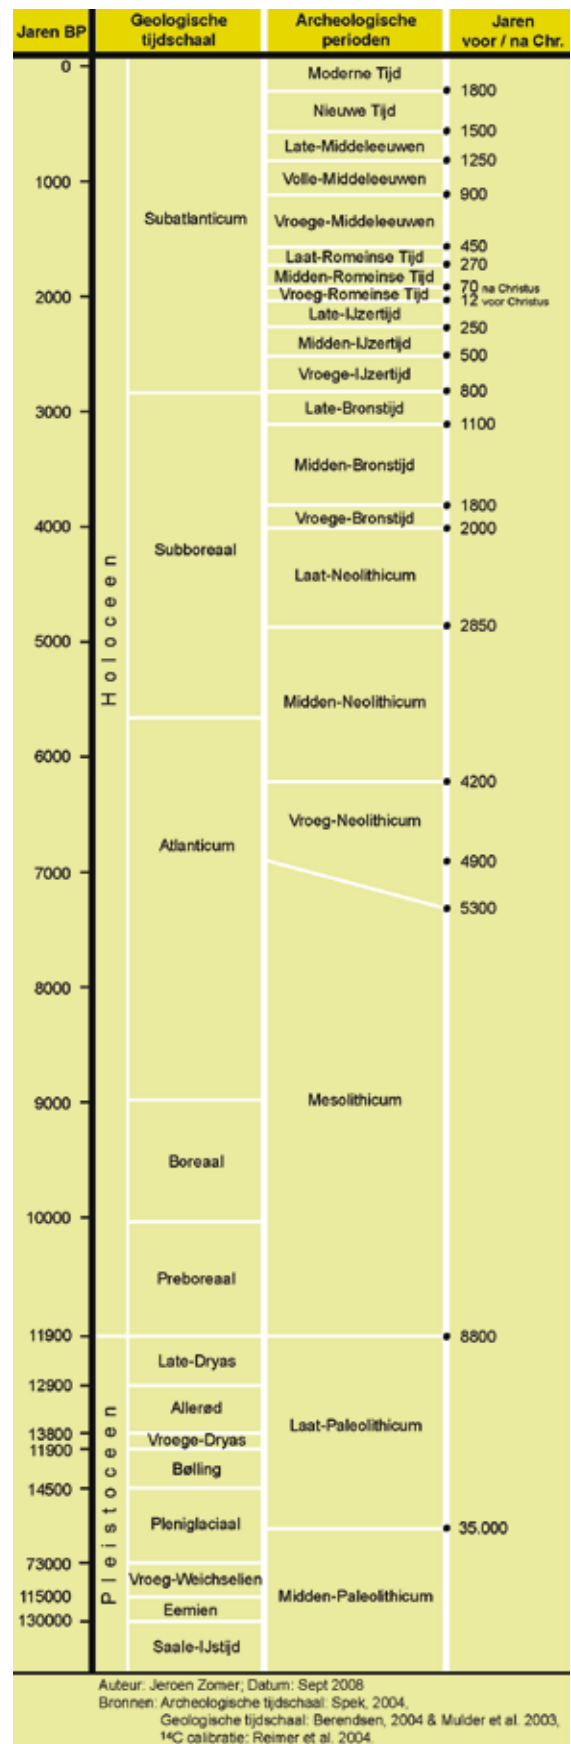 Jaren BP
Geologische
tijdschaal
Archeologische
perioden
Jaren
voor / na Chr.
0
1000
2000
3000
4000
5000
6000
7000
8000
9000
10000
11900
12900
13800
11900
14500
73000
115000
130000
Holoceen
Pleistoceen
Subatlanticum
Subboreaal
Atlanticum
Boreaal
Preboreaal
Late-Dryas
Allerød
Vroege-Dryas
Bølling
Pleniglaciaal
Vroeg-Weichselien
Eemien
Saale-IJstijd
Moderne Tijd
Nieuwe Tijd
Late-Middeleeuwen
Volle-Middeleeuwen
Vroege-Middeleeuwen
Laat-Romeinse Tijd
Midden-Romeinse Tijd
Vroeg-Romeinse Tijd
Late-IJzertijd
Midden-IJzertijd
Vroege-IJzertijd
Late-Bronstijd
Midden-Bronstijd
Vroege-Bronstijd
Laat-Neolithicum
Midden-Neolithicum
Vroeg-Neolithicum
Mesolithicum
Laat-Paleolithicum
Midden-Paleolithicum
1800
1500
1250
900
450
270
70 na Christus
12 voor Christus
250
500
800
1100
1800
2000
2850
4200
4900
5300
8800
35.000
Auteur: Jeroen Zomer; Datum: Sept 2008
Bronnen: Archeologische tijdschaal: Spek, 2004,
Geologische tijdschaal: Berendsen, 2004 & Mulder et al. 2003,
¹⁴C calibratie: Reimer et al. 2004.